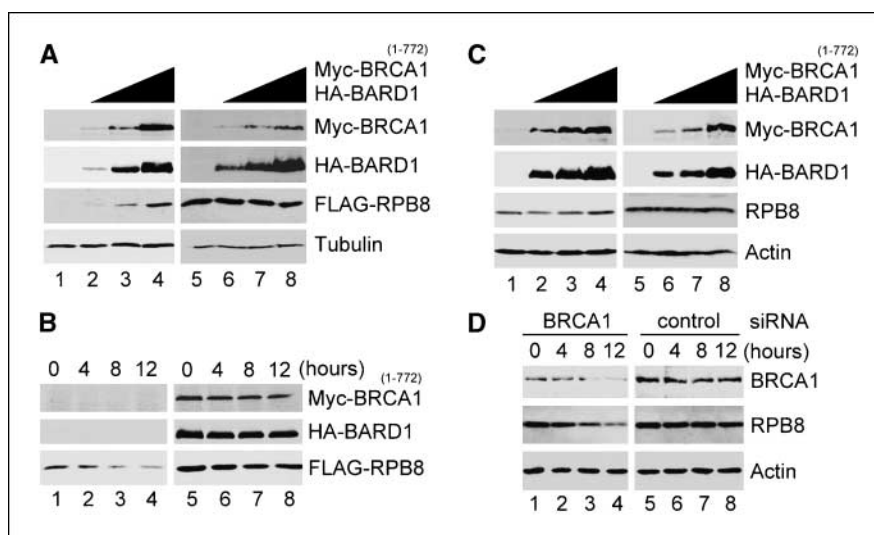 A
(1-772)
Myc-BRCA1
HA-BARD1
Myc-BRCA1
HA-BARD1
FLAG-RPB8
Tubulin
1 2 3 4 5 6 7 8
B
0 4 8 12 0 4 8 12 (hours)
(1-772)
Myc-BRCA1
HA-BARD1
FLAG-RPB8
1 2 3 4 5 6 7 8
C
(1-772)
Myc-BRCA1
HA-BARD1
Myc-BRCA1
HA-BARD1
RPB8
Actin
1 2 3 4 5 6 7 8
D
BRCA1 control siRNA
0 4 8 12 0 4 8 12 (hours)
BRCA1
RPB8
Actin
1 2 3 4 5 6 7 8